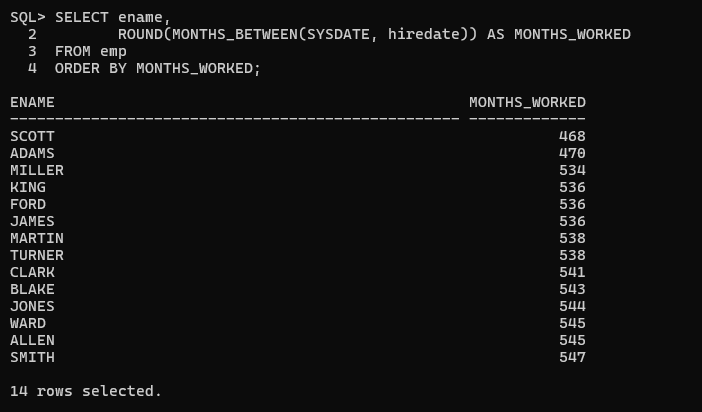 SQL> SELECT ename,
  2         ROUND(MONTHS_BETWEEN(SYSDATE, hiredate)) AS MONTHS_WORKED
  3  FROM emp
  4  ORDER BY MONTHS_WORKED;
ENAME                                              MONTHS_WORKED
-------------------------------------------------- -------------
SCOTT                                                        468
ADAMS                                                        470
MILLER                                                       534
KING                                                         536
FORD                                                         536
JAMES                                                        536
MARTIN                                                       538
TURNER                                                       538
CLARK                                                        541
BLAKE                                                        543
JONES                                                        544
WARD                                                         545
ALLEN                                                        545
SMITH                                                        547
14 rows selected.